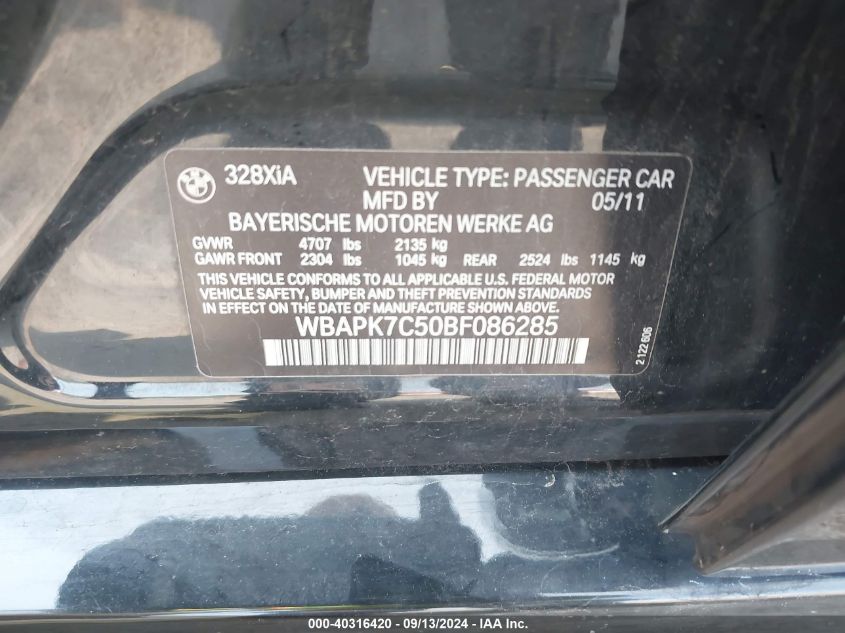 328XiA VEHICLE TYPE: PASSENGER CAR
MFD BY 05/11
BAYERISCHE MOTOREN WERKE AG
GVWR 4707 lbs 2135 kg
GAWR FRONT 2304 lbs 1045 kg REAR 2524 lbs 1145 kg
THIS VEHICLE CONFORMS TO ALL APPLICABLE U.S. FEDERAL MOTOR
VEHICLE SAFETY, BUMPER AND THEFT PREVENTION STANDARDS
IN EFFECT ON THE DATE OF MANUFACTURE SHOWN ABOVE.
WBAPK7C50BF086285
2 122 606
000-40316420 - 09/13/2024 - IAA Inc.